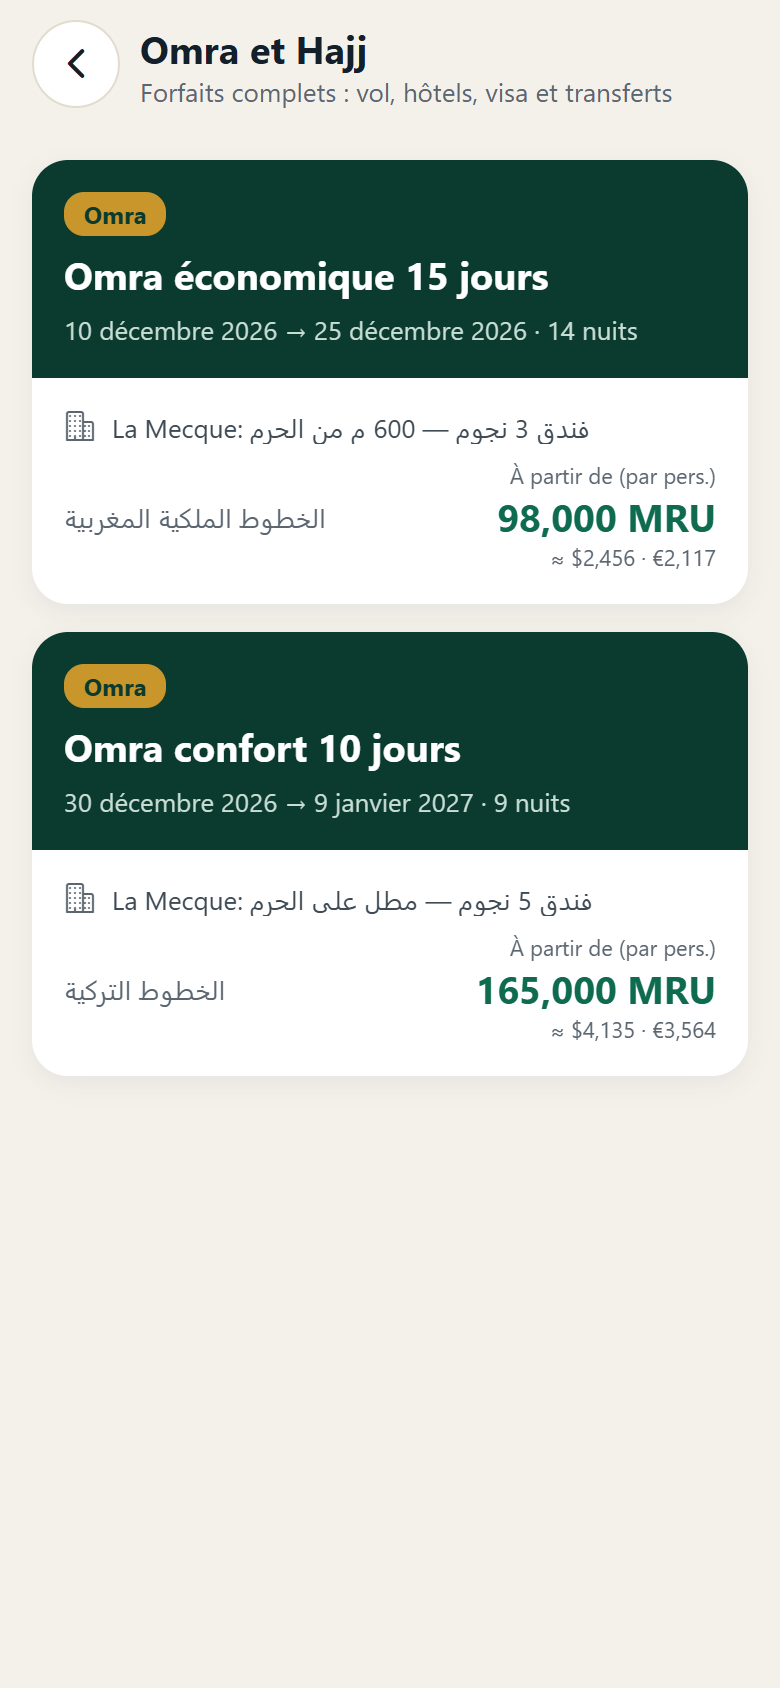 Omra et Hajj
Forfaits complets : vol, hôtels, visa et transferts
Omra
Omra économique 15 jours
10 décembre 2026 → 25 décembre 2026 · 14 nuits
La Mecque: فندق 3 نجوم — 600 م من الحرم
À partir de (par pers.)
الخطوط الملكية المغربية
98,000 MRU
≈ $2,456 · €2,117
Omra
Omra confort 10 jours
30 décembre 2026 → 9 janvier 2027 · 9 nuits
La Mecque: فندق 5 نجوم — مطل على الحرم
À partir de (par pers.)
الخطوط التركية
165,000 MRU
≈ $4,135 · €3,564